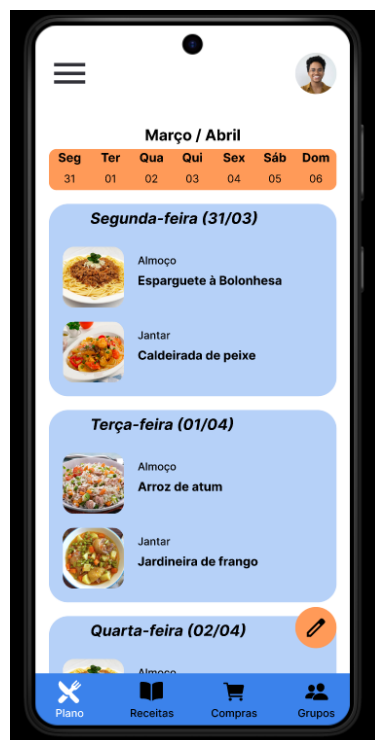 Março / Abril
Seg Ter Qua Qui Sex Sáb Dom
31 01 02 03 04 05 06
Segunda-feira (31/03)
Almoço
Esparguete à Bolonhesa
Jantar
Caldeirada de peixe
Terça-feira (01/04)
Almoço
Arroz de atum
Jantar
Jardineira de frango
Quarta-feira (02/04)
Almoço
Plano Receitas Compras Grupos